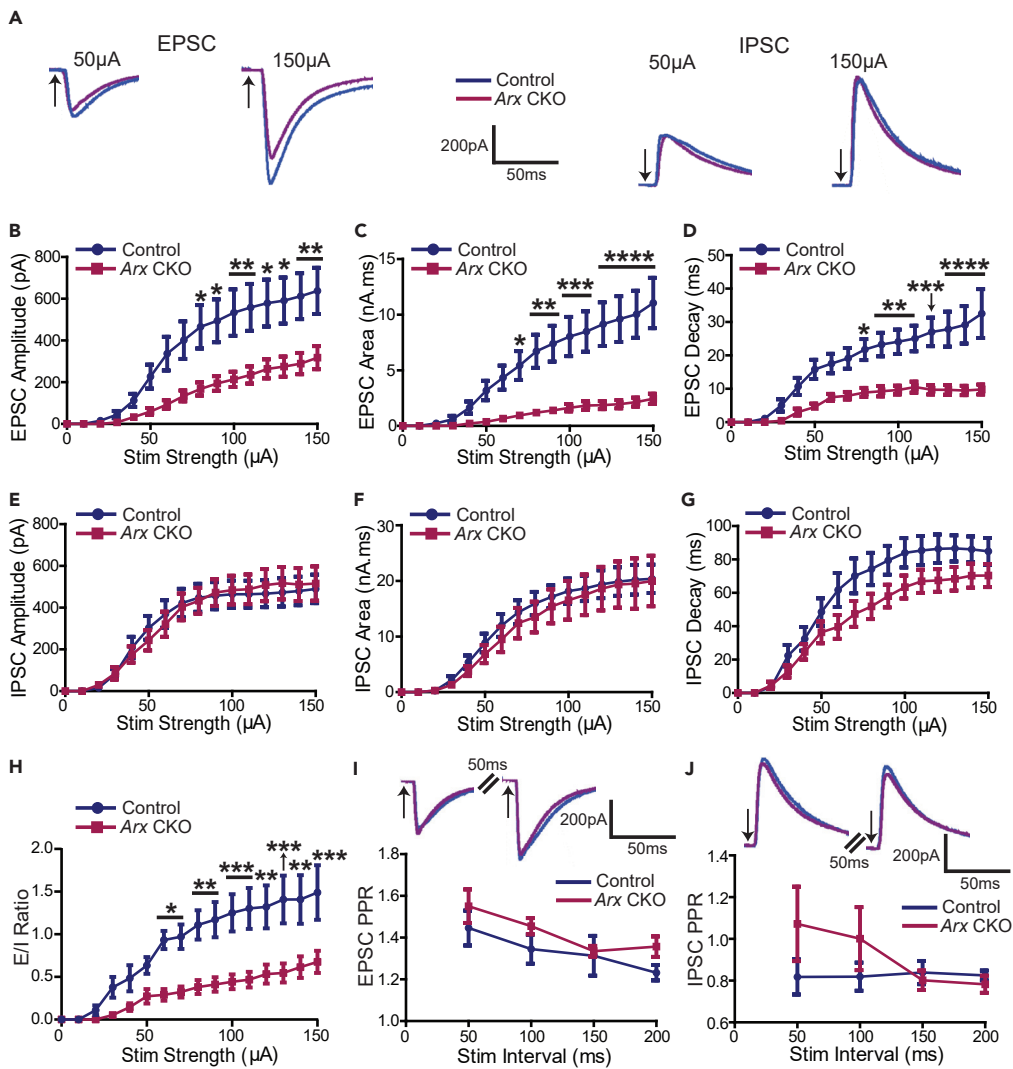 A
EPSC
IPSC
50µA
150µA
Control
Arx CKO
200pA
50ms
50µA
150µA
B
Control
Arx CKO
* * ** * * **
EPSC Amplitude (pA)
800
600
400
200
0
0 50 100 150
Stim Strength (µA)
C
Control
Arx CKO
* ** *** ****
EPSC Area (nA.ms)
15
10
5
0
0 50 100 150
Stim Strength (µA)
D
Control
Arx CKO
* ** *** ****
EPSC Decay (ms)
50
40
30
20
10
0
0 50 100 150
Stim Strength (µA)
E
Control
Arx CKO
IPSC Amplitude (pA)
800
600
400
200
0
0 50 100 150
Stim Strength (µA)
F
Control
Arx CKO
IPSC Area (nA.ms)
30
20
10
0
0 50 100 150
Stim Strength (µA)
G
Control
Arx CKO
IPSC Decay (ms)
100
80
60
40
20
0
0 50 100 150
Stim Strength (µA)
H
Control
Arx CKO
* ** *** ** *** ** ***
E/I Ratio
2.0
1.5
1.0
0.5
0.0
0 50 100 150
Stim Strength (µA)
I
50ms
200pA
50ms
Control
Arx CKO
EPSC PPR
1.8
1.6
1.4
1.2
1.0
0 50 100 150 200
Stim Interval (ms)
J
50ms
200pA
50ms
Control
Arx CKO
IPSC PPR
1.4
1.2
1.0
0.8
0.6
0 50 100 150 200
Stim Interval (ms)